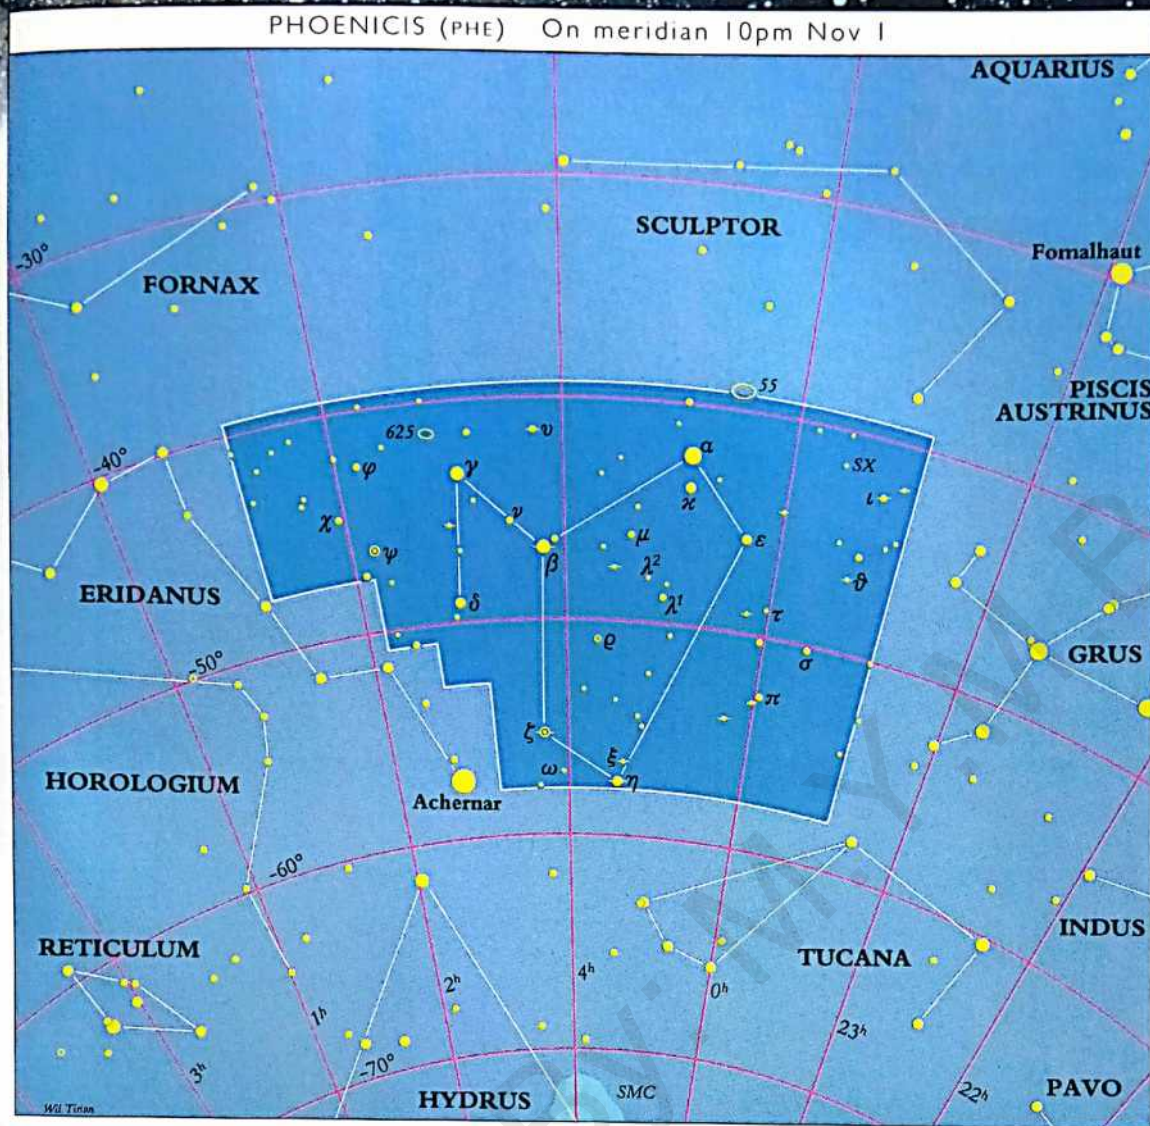 PHOENICIS (PHE) On meridian 10pm Nov 1
AQUARIUS
SCULPTOR
-30°
Fomalhaut
FORNAX
55
PISCIS
AUSTRINUS
625
υ
α
-40°
φ
γ
SX
ϰ
ι
χ
ν
μ
ε
ψ
β
λ²
ϑ
ERIDANUS
δ
λ¹
τ
ϱ
σ
GRUS
-50°
π
ζ
ξ
HOROLOGIUM
ω
η
Achernar
-60°
INDUS
RETICULUM
TUCANA
4ʰ
2ʰ
0ʰ
1ʰ
23ʰ
-70°
3ʰ
HYDRUS
SMC
22ʰ
PAVO
Wil Tirion
M.Y.M.P